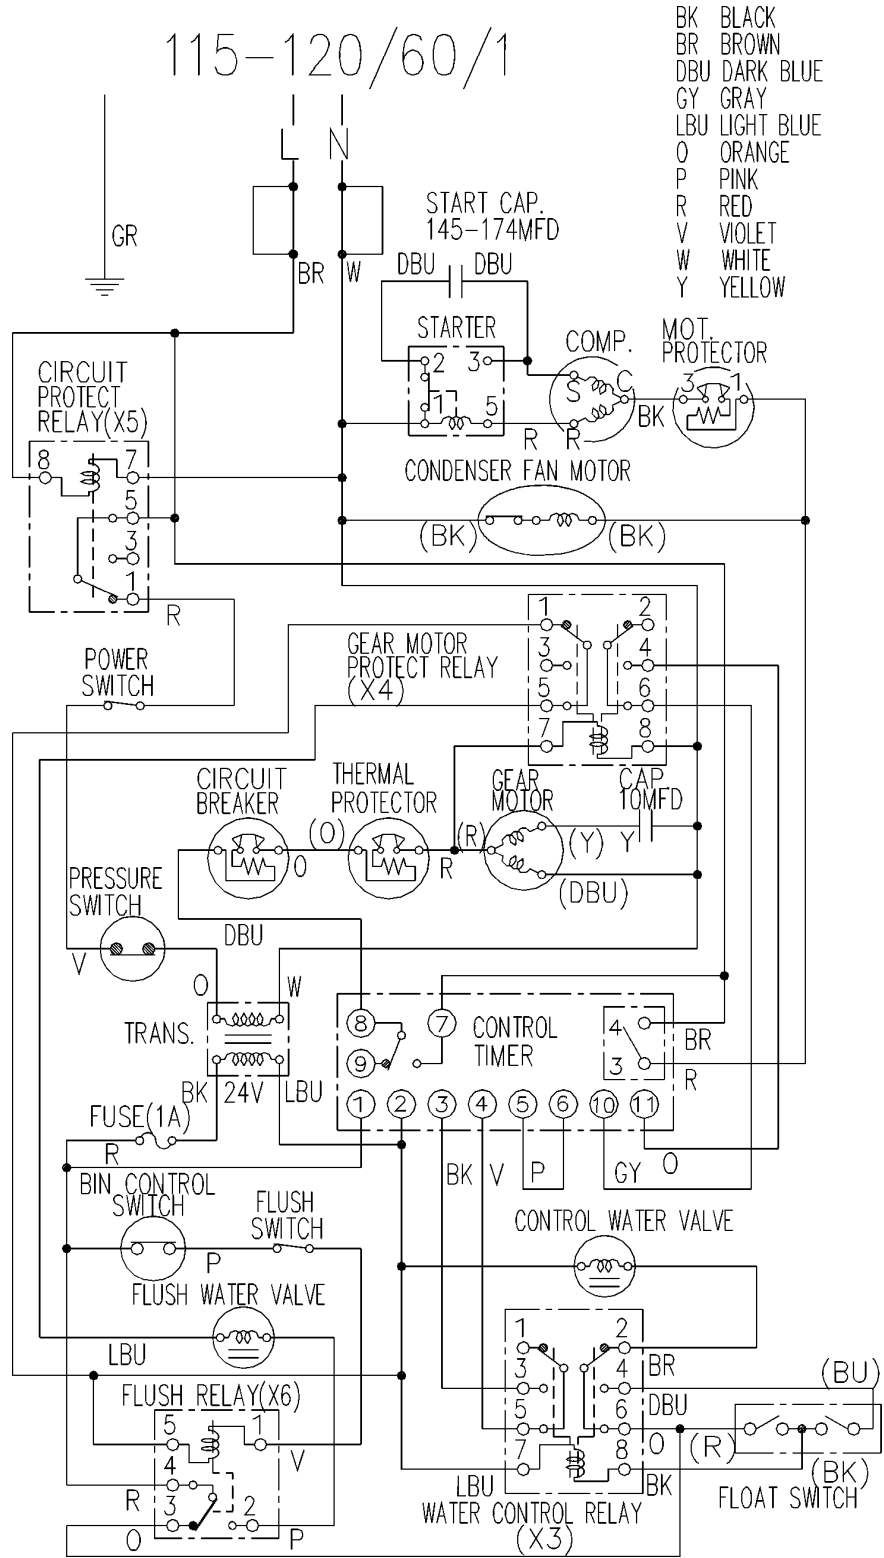 115-120/60/1
BK BLACK
BR BROWN
DBU DARK BLUE
GY GRAY
LBU LIGHT BLUE
O ORANGE
P PINK
R RED
V VIOLET
W WHITE
Y YELLOW
L N
GR
BR W
START CAP.
145-174MFD
DBU DBU
STARTER
2 3
1 5
COMP.
S C
R R
MOT.
PROTECTOR
3 1
BK
CIRCUIT
PROTECT
RELAY(X5)
8 7
5
3
1
R
CONDENSER FAN MOTOR
(BK) (BK)
GEAR MOTOR
PROTECT RELAY
(X4)
1 2
3 4
5 6
7 8
POWER
SWITCH
CIRCUIT
BREAKER
THERMAL
PROTECTOR
GEAR
MOTOR
CAP.
10MFD
(O) (R) (Y) Y
O R
(DBU)
PRESSURE
SWITCH
V
DBU
O W
TRANS.
BK 24V LBU
8 7
9
CONTROL
TIMER
4
3
BR
R
1 2 3 4 5 6 10 11
FUSE(1A)
R
BK V P GY O
BIN CONTROL
SWITCH
FLUSH
SWITCH
P
CONTROL WATER VALVE
FLUSH WATER VALVE
LBU
1 2
3 4
5 6
7 8
BR
DBU
O
BK
LBU
(BU)
(R)
(BK)
FLOAT SWITCH
WATER CONTROL RELAY
(X3)
FLUSH RELAY(X6)
5 1
4
3 2
V
R
O P